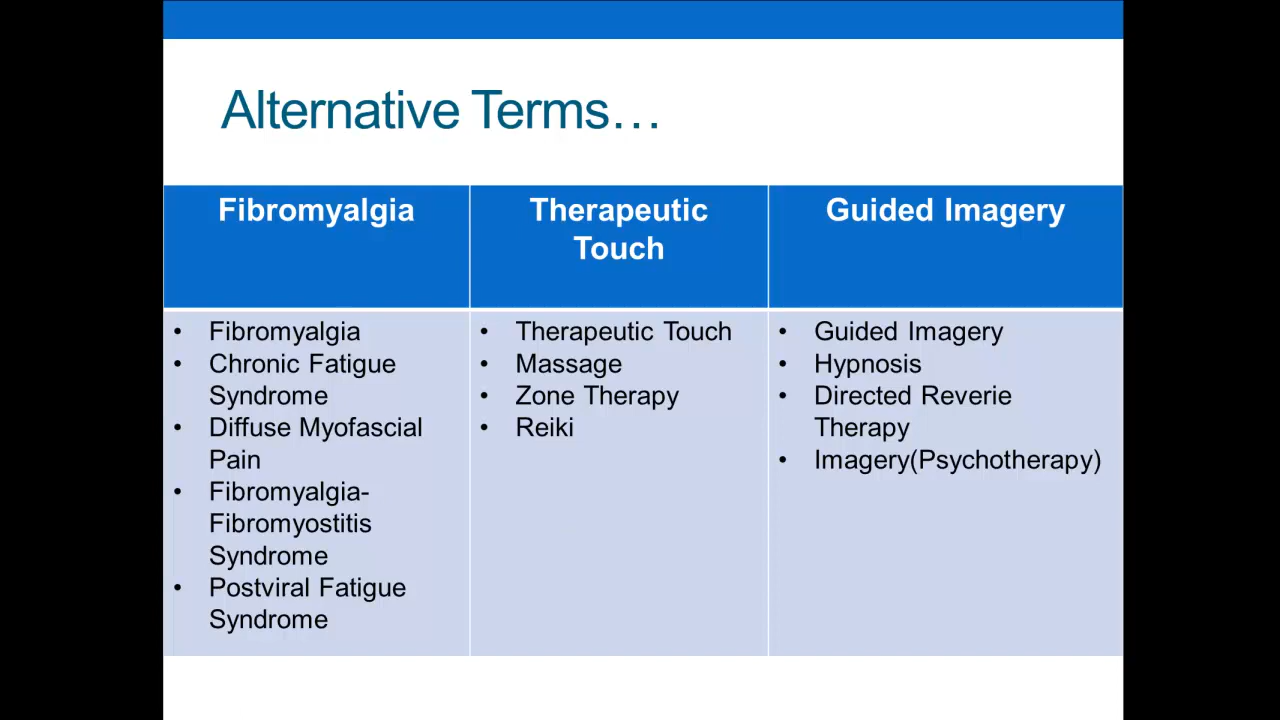 Alternative Terms…
Fibromyalgia
Therapeutic
Touch
Guided Imagery
• Fibromyalgia
• Chronic Fatigue
Syndrome
• Diffuse Myofascial
Pain
• Fibromyalgia-
Fibromyostitis
Syndrome
• Postviral Fatigue
Syndrome
• Therapeutic Touch
• Massage
• Zone Therapy
• Reiki
• Guided Imagery
• Hypnosis
• Directed Reverie
Therapy
• Imagery(Psychotherapy)